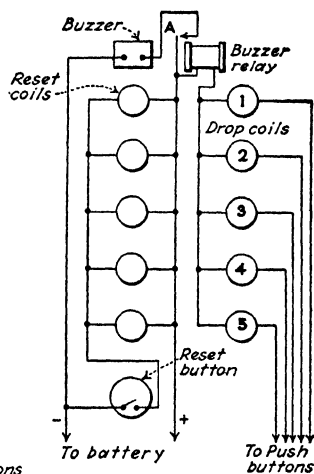 Buzzer
A
Buzzer
relay
Reset
coils
1
Drop coils
2
3
4
5
Reset
button
- +
To battery
To Push
buttons
ons